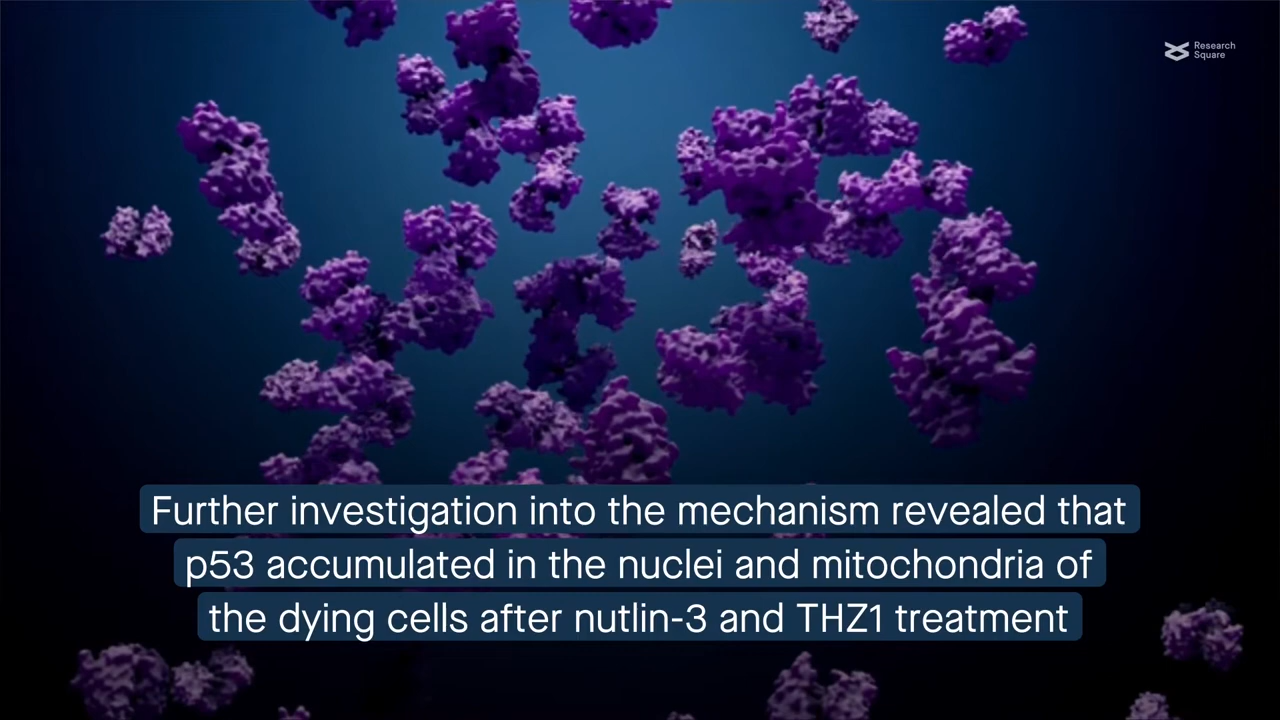 Research
Square
Further investigation into the mechanism revealed that
p53 accumulated in the nuclei and mitochondria of
the dying cells after nutlin-3 and THZ1 treatment